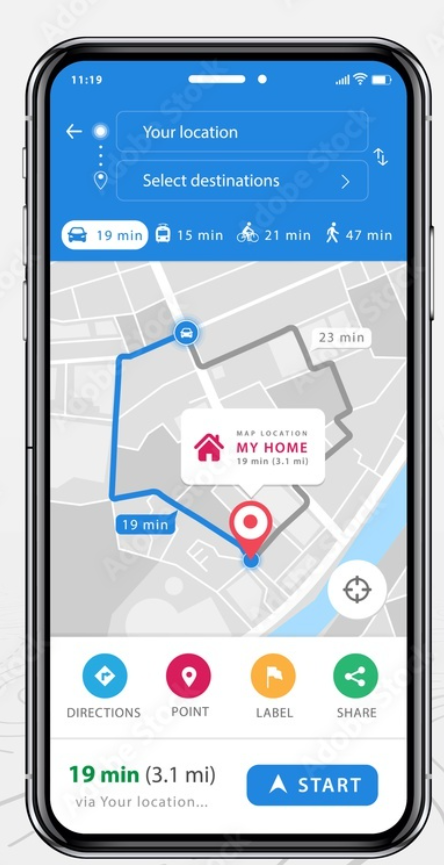 11:19
Your location
Select destinations
19 min 15 min 21 min 47 min
23 min
MAP LOCATION
MY HOME
19 min (3.1 mi)
19 min
DIRECTIONS POINT LABEL SHARE
19 min (3.1 mi)
via Your location...
START
Adobe Stock